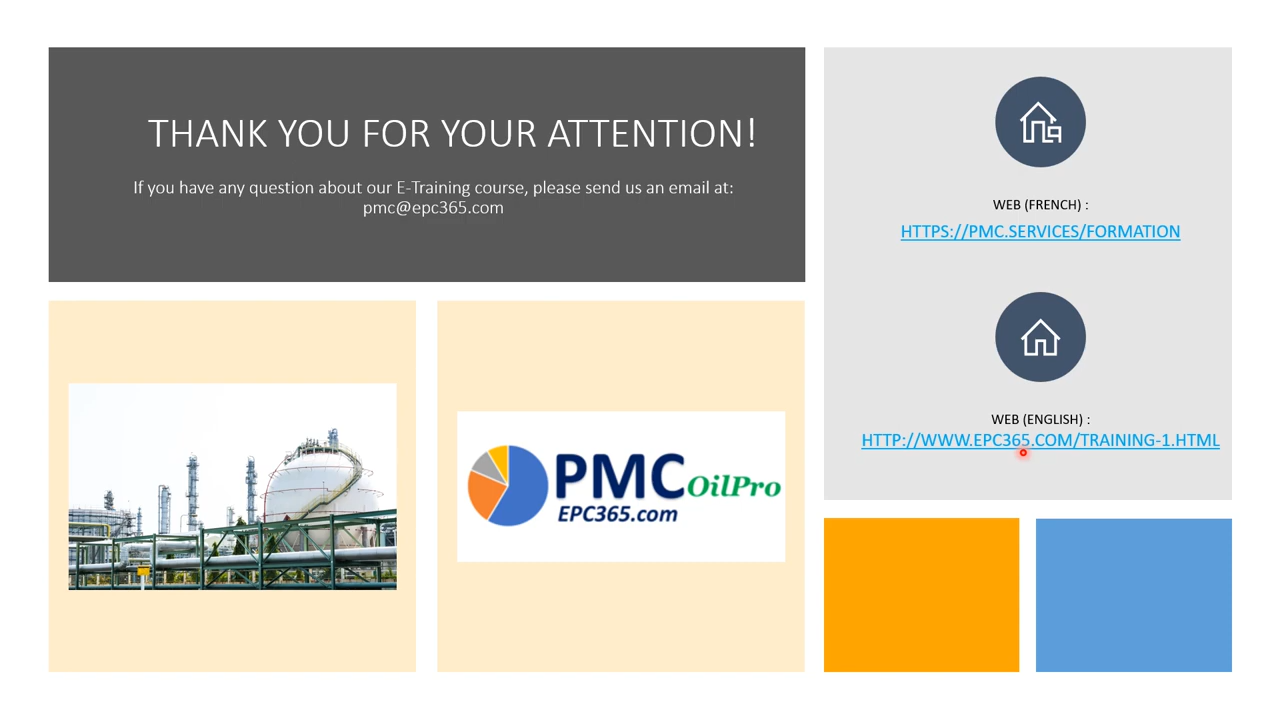 THANK YOU FOR YOUR ATTENTION!
If you have any question about our E-Training course, please send us an email at:
pmc@epc365.com
WEB (FRENCH) :
HTTPS://PMC.SERVICES/FORMATION
WEB (ENGLISH) :
HTTP://WWW.EPC365.COM/TRAINING-1.HTML
PMC OilPro
EPC365.com